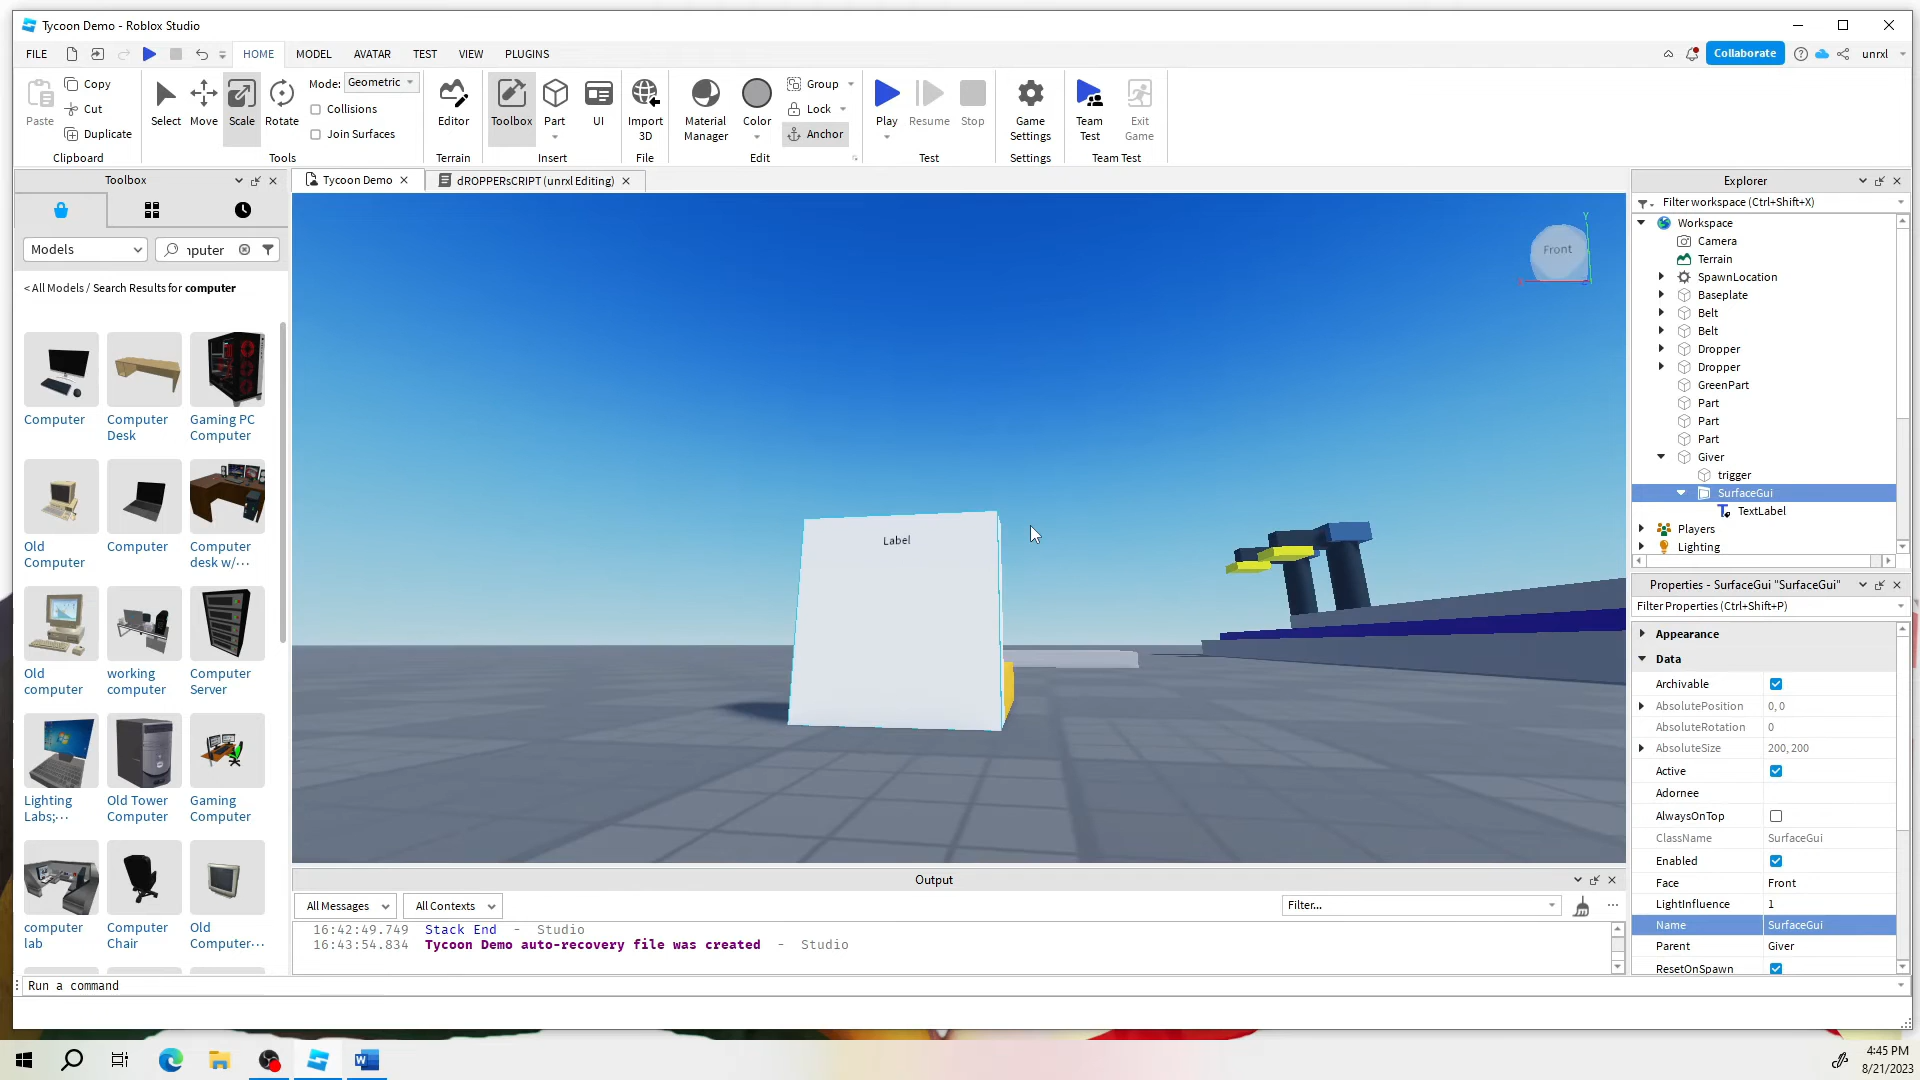 Tycoon Demo - Roblox Studio
FILE HOME MODEL AVATAR TEST VIEW PLUGINS Collaborate unrxl
Paste Copy Cut Duplicate Clipboard
Select Move Scale Rotate Mode: Geometric Collisions Join Surfaces Tools
Editor Terrain
Toolbox Part UI Insert
Import 3D File
Material Manager Color Group Lock Anchor Edit
Play Resume Stop Test
Game Settings Settings
Team Test Exit Game Team Test
Toolbox
Models nputer
< All Models / Search Results for computer
Computer
Computer Desk
Gaming PC Computer
Old Computer
Computer
Computer desk w/···
Old computer
working computer
Computer Server
Lighting Labs;···
Old Tower Computer
Gaming Computer
computer lab
Computer Chair
Old Computer···
Tycoon Demo dROPPERsCRIPT (unrxl Editing)
Front
Y
Label
Output
All Messages All Contexts Filter...
16:42:49.749 Stack End - Studio
16:43:54.834 Tycoon Demo auto-recovery file was created - Studio
Run a command
Explorer
Filter workspace (Ctrl+Shift+X)
Workspace
Camera
Terrain
SpawnLocation
Baseplate
Belt
Belt
Dropper
Dropper
GreenPart
Part
Part
Part
Giver
trigger
SurfaceGui
TextLabel
Players
Lighting
Properties - SurfaceGui "SurfaceGui"
Filter Properties (Ctrl+Shift+P)
Appearance
Data
Archivable
AbsolutePosition 0, 0
AbsoluteRotation 0
AbsoluteSize 200, 200
Active
Adornee
AlwaysOnTop
ClassName SurfaceGui
Enabled
Face Front
LightInfluence 1
Name SurfaceGui
Parent Giver
ResetOnSpawn
4:45 PM
8/21/2023